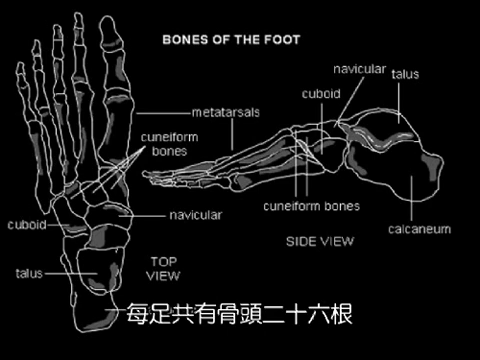 BONES OF THE FOOT
navicular
talus
cuboid
metatarsals
cuneiform
bones
cuneiform bones
navicular
cuboid
calcaneum
SIDE VIEW
TOP
VIEW
talus
每足共有骨頭二十六根